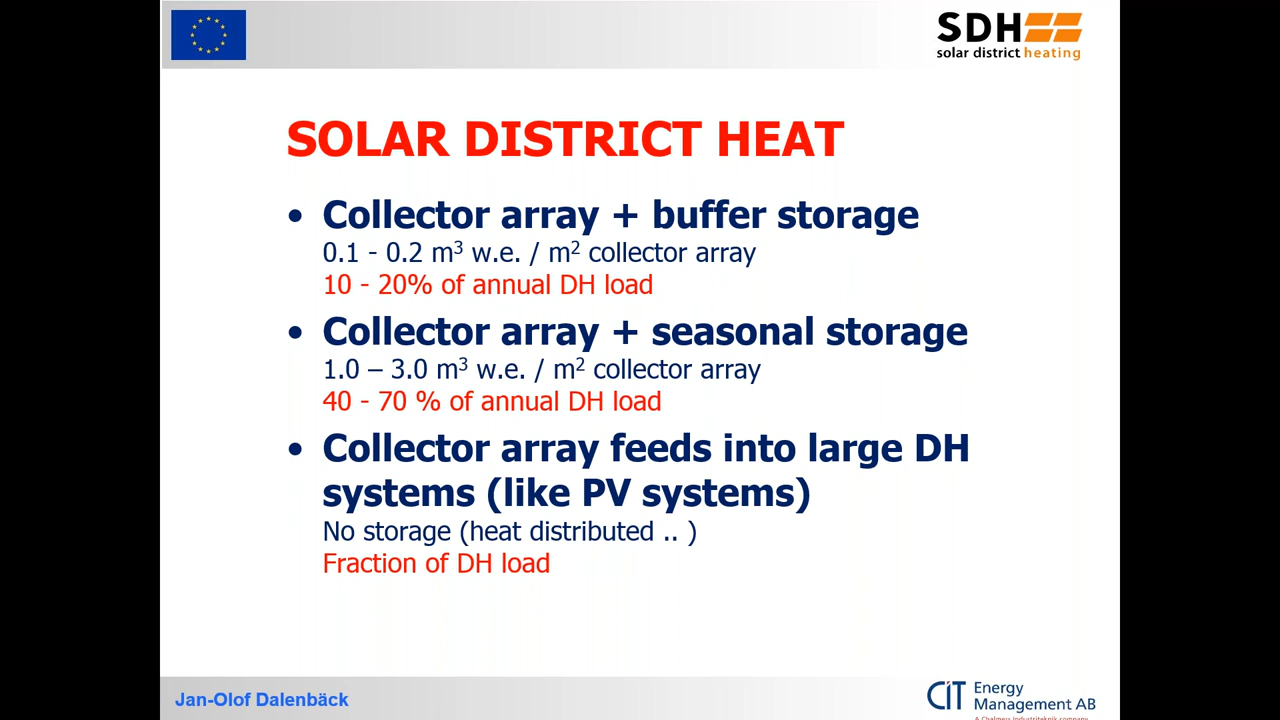 SDH
solar district heating
SOLAR DISTRICT HEAT
• Collector array + buffer storage
0.1 - 0.2 m³ w.e. / m² collector array
10 - 20% of annual DH load
• Collector array + seasonal storage
1.0 – 3.0 m³ w.e. / m² collector array
40 - 70 % of annual DH load
• Collector array feeds into large DH
systems (like PV systems)
No storage (heat distributed .. )
Fraction of DH load
Jan-Olof Dalenbäck
CIT Energy
Management AB
A Chalmers Industriteknik company